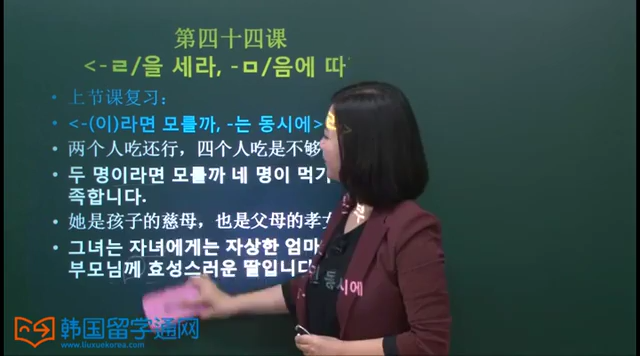 第四十四课
<-ㄹ/을 세라, -ㅁ/음에 따
• 上节课复习：
<-(이)라면 모를까, -는 동시에>
• 两个人吃还行，四个人吃是不够
• 두 명이라면 모를까 네 명이 먹기
족합니다.
• 她是孩子的慈母，也是父母的孝
• 그녀는 자녀에게는 자상한 엄마
부모님께 효성스러운 딸입니다
시에
韩国留学通网
www.liuxuekorea.com